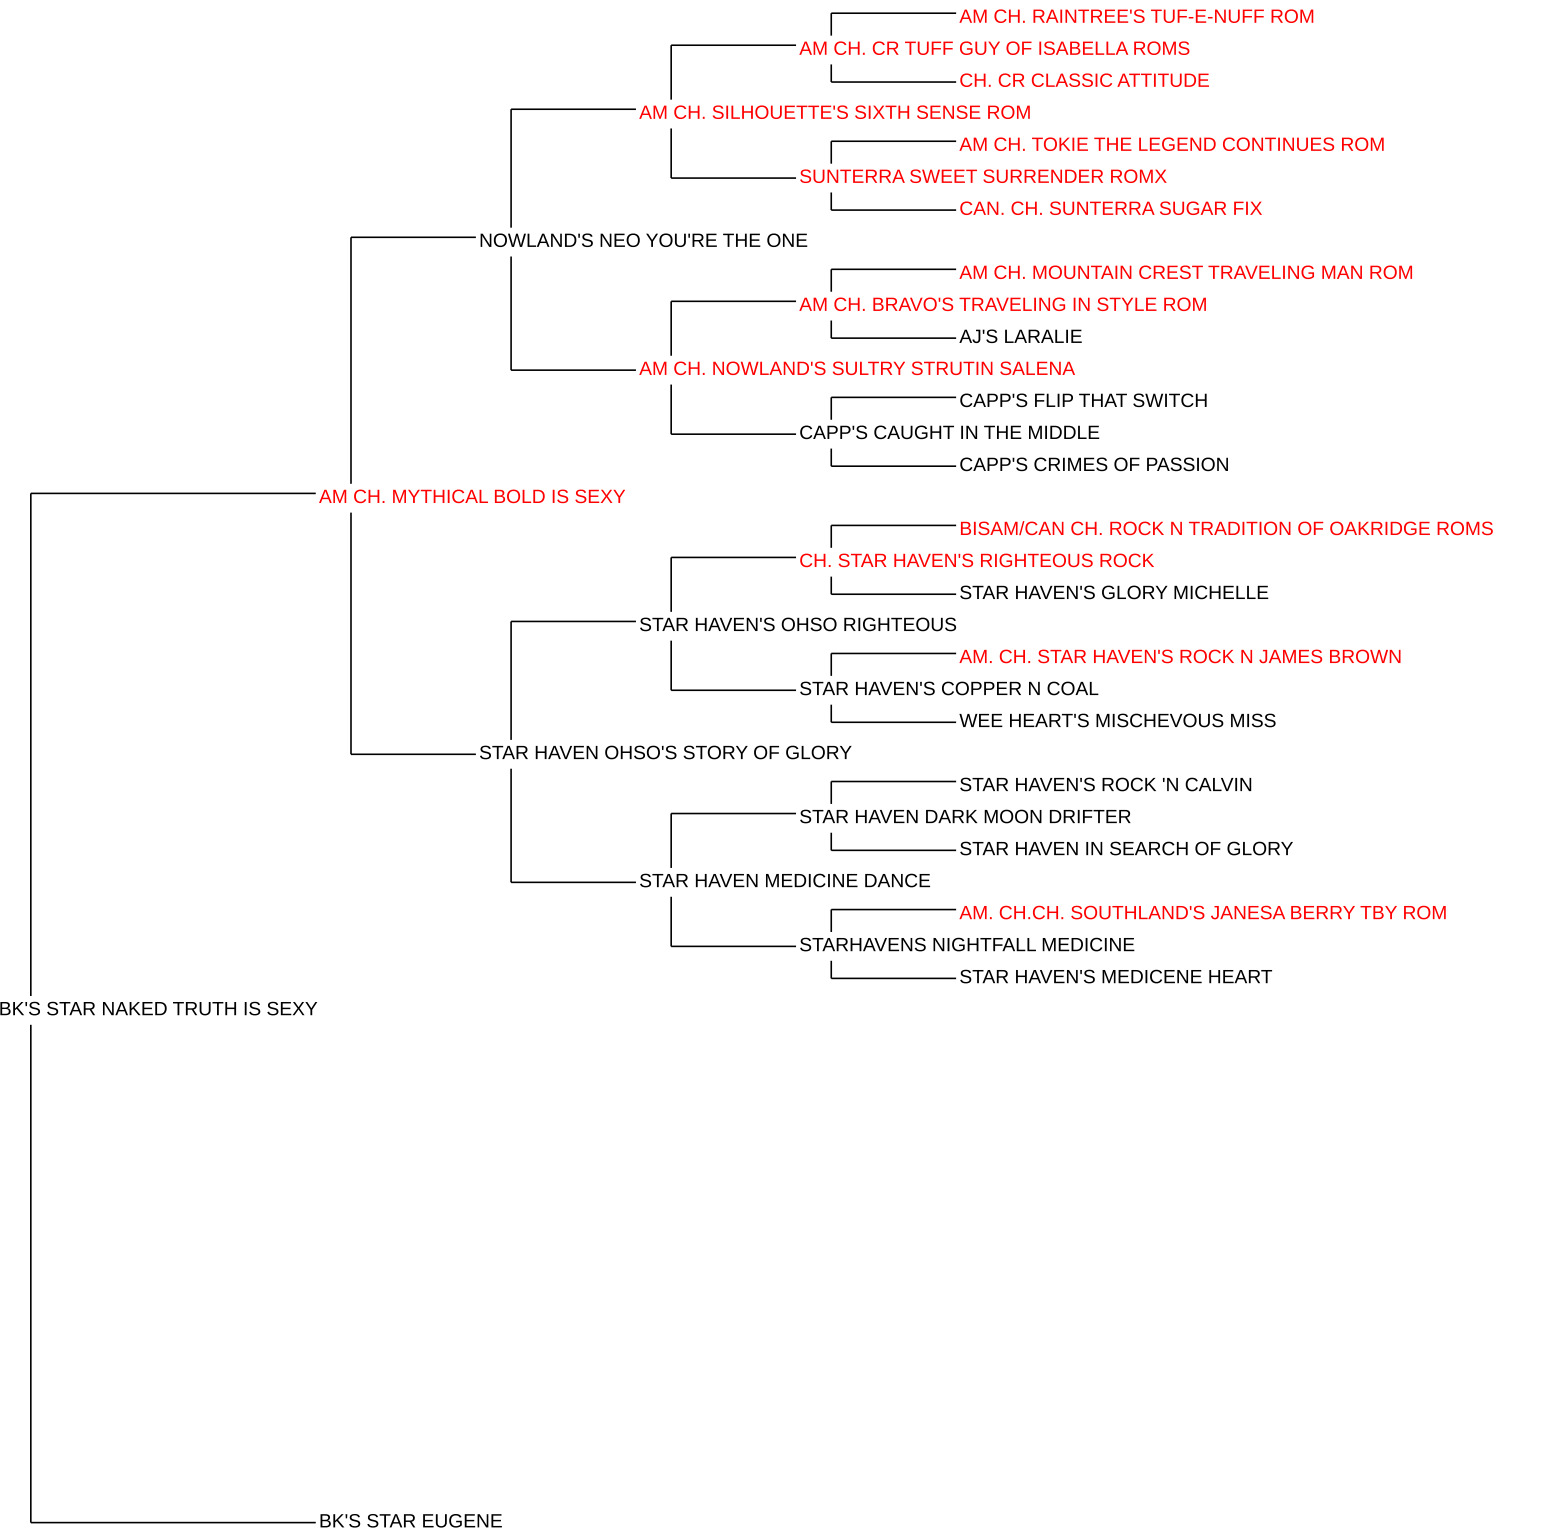 AM CH. RAINTREE'S TUF-E-NUFF ROM
AM CH. CR TUFF GUY OF ISABELLA ROMS
CH. CR CLASSIC ATTITUDE
AM CH. SILHOUETTE'S SIXTH SENSE ROM
AM CH. TOKIE THE LEGEND CONTINUES ROM
SUNTERRA SWEET SURRENDER ROMX
CAN. CH. SUNTERRA SUGAR FIX
NOWLAND'S NEO YOU'RE THE ONE
AM CH. MOUNTAIN CREST TRAVELING MAN ROM
AM CH. BRAVO'S TRAVELING IN STYLE ROM
AJ'S LARALIE
AM CH. NOWLAND'S SULTRY STRUTIN SALENA
CAPP'S FLIP THAT SWITCH
CAPP'S CAUGHT IN THE MIDDLE
CAPP'S CRIMES OF PASSION
AM CH. MYTHICAL BOLD IS SEXY
BISAM/CAN CH. ROCK N TRADITION OF OAKRIDGE ROMS
CH. STAR HAVEN'S RIGHTEOUS ROCK
STAR HAVEN'S GLORY MICHELLE
STAR HAVEN'S OHSO RIGHTEOUS
AM. CH. STAR HAVEN'S ROCK N JAMES BROWN
STAR HAVEN'S COPPER N COAL
WEE HEART'S MISCHEVOUS MISS
STAR HAVEN OHSO'S STORY OF GLORY
STAR HAVEN'S ROCK 'N CALVIN
STAR HAVEN DARK MOON DRIFTER
STAR HAVEN IN SEARCH OF GLORY
STAR HAVEN MEDICINE DANCE
AM. CH.CH. SOUTHLAND'S JANESA BERRY TBY ROM
STARHAVENS NIGHTFALL MEDICINE
STAR HAVEN'S MEDICENE HEART
BK'S STAR NAKED TRUTH IS SEXY
BK'S STAR EUGENE